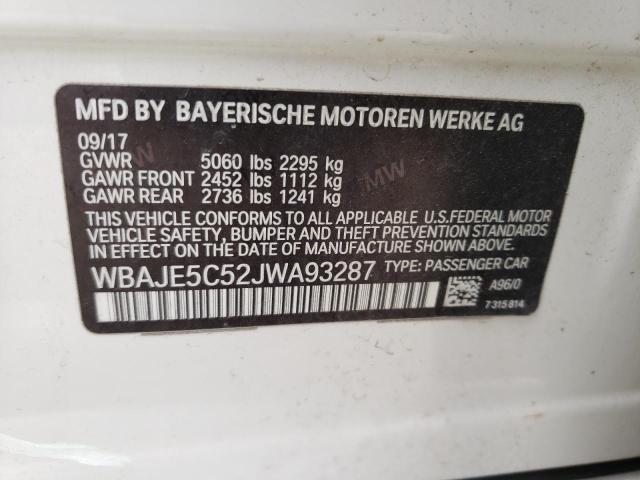 MFD BY BAYERISCHE MOTOREN WERKE AG
09/17
GVWR 5060 lbs 2295 kg
GAWR FRONT 2452 lbs 1112 kg
GAWR REAR 2736 lbs 1241 kg
THIS VEHICLE CONFORMS TO ALL APPLICABLE U.S.FEDERAL MOTOR
VEHICLE SAFETY, BUMPER AND THEFT PREVENTION STANDARDS
IN EFFECT ON THE DATE OF MANUFACTURE SHOWN ABOVE.
WBAJE5C52JWA93287 TYPE: PASSENGER CAR
A96/0
7315814